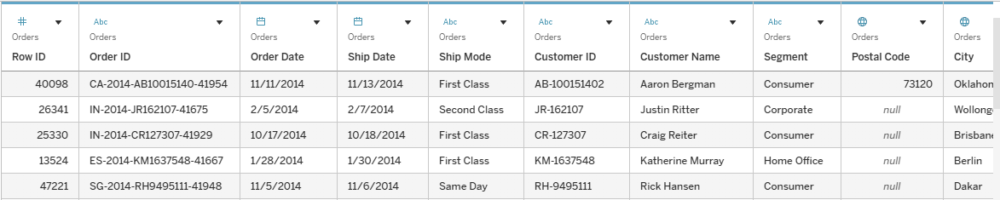 # Abc Abc Abc Abc Abc
Orders Orders Orders Orders Orders Orders Orders Orders Orders Orders
Row ID Order ID Order Date Ship Date Ship Mode Customer ID Customer Name Segment Postal Code City
40098 CA-2014-AB10015140-41954 11/11/2014 11/13/2014 First Class AB-100151402 Aaron Bergman Consumer 73120 Oklahom
26341 IN-2014-JR162107-41675 2/5/2014 2/7/2014 Second Class JR-162107 Justin Ritter Corporate null Wollong
25330 IN-2014-CR127307-41929 10/17/2014 10/18/2014 First Class CR-127307 Craig Reiter Consumer null Brisbane
13524 ES-2014-KM1637548-41667 1/28/2014 1/30/2014 First Class KM-1637548 Katherine Murray Home Office null Berlin
47221 SG-2014-RH9495111-41948 11/5/2014 11/6/2014 Same Day RH-9495111 Rick Hansen Consumer null Dakar